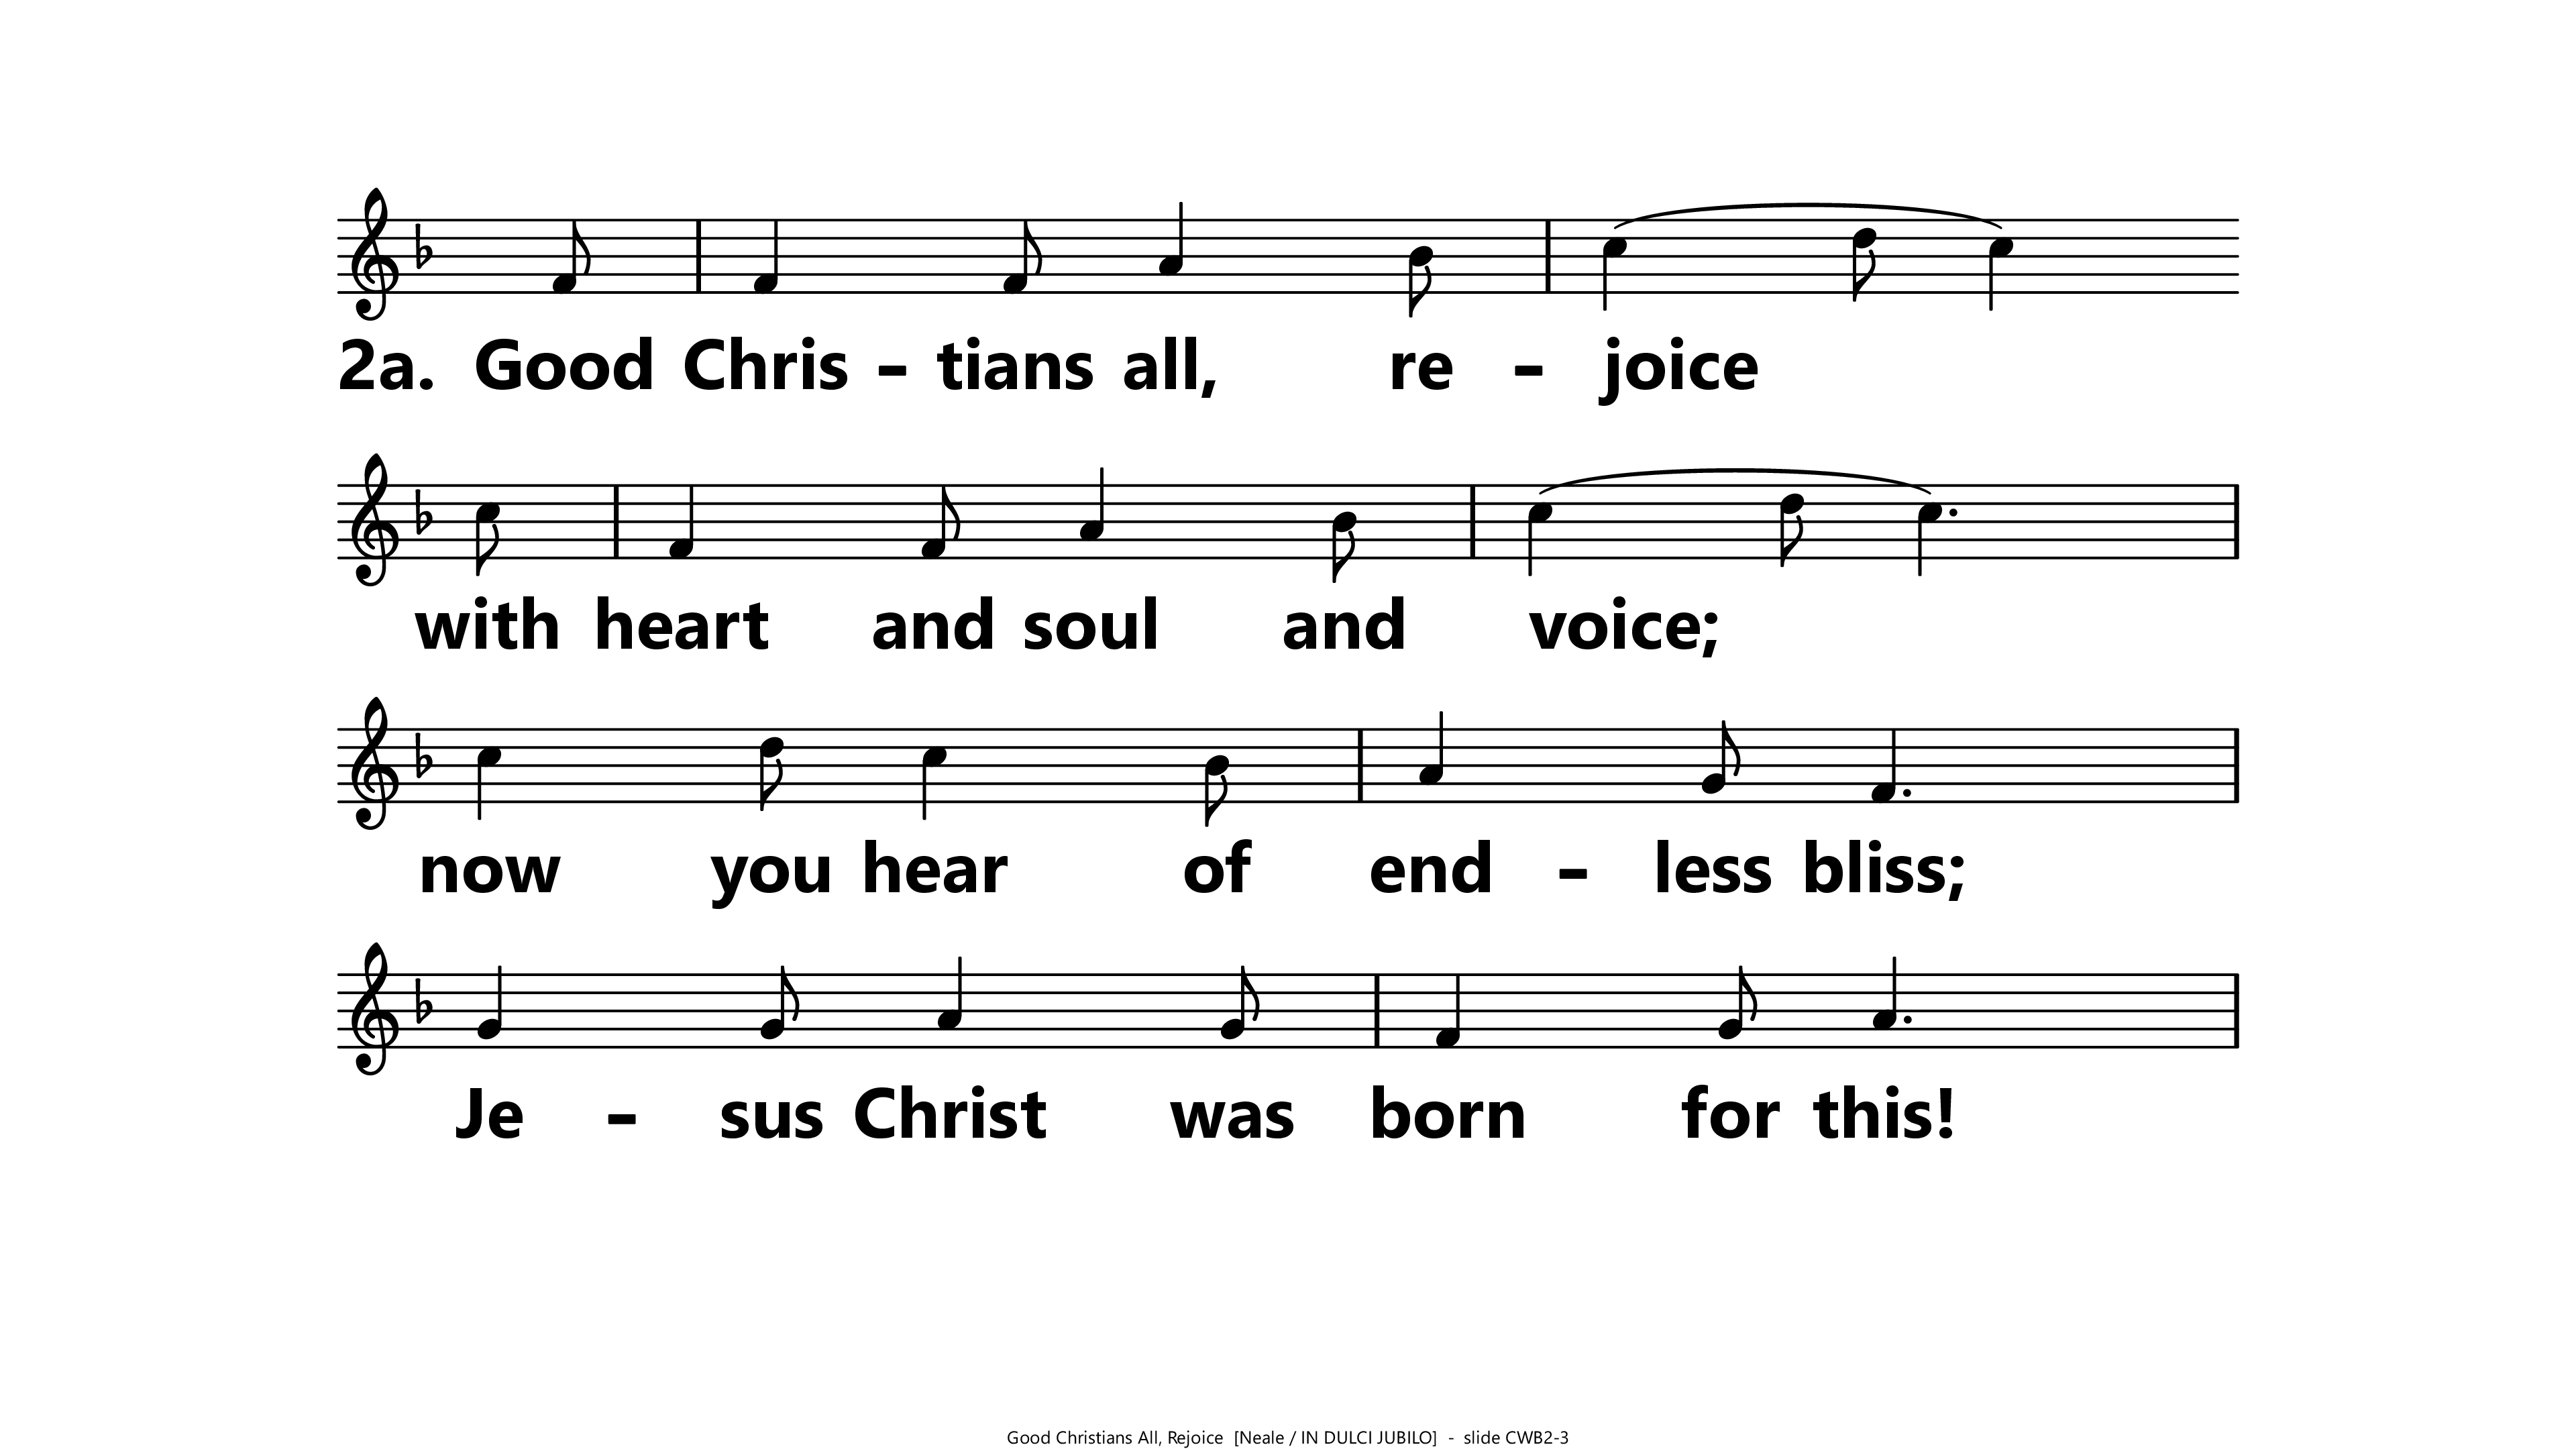 2a. Good Chris - tians all, re - joice
with heart and soul and voice;
now you hear of end - less bliss;
Je - sus Christ was born for this!
Good Christians All, Rejoice [Neale / IN DULCI JUBILO] - slide CWB2-3